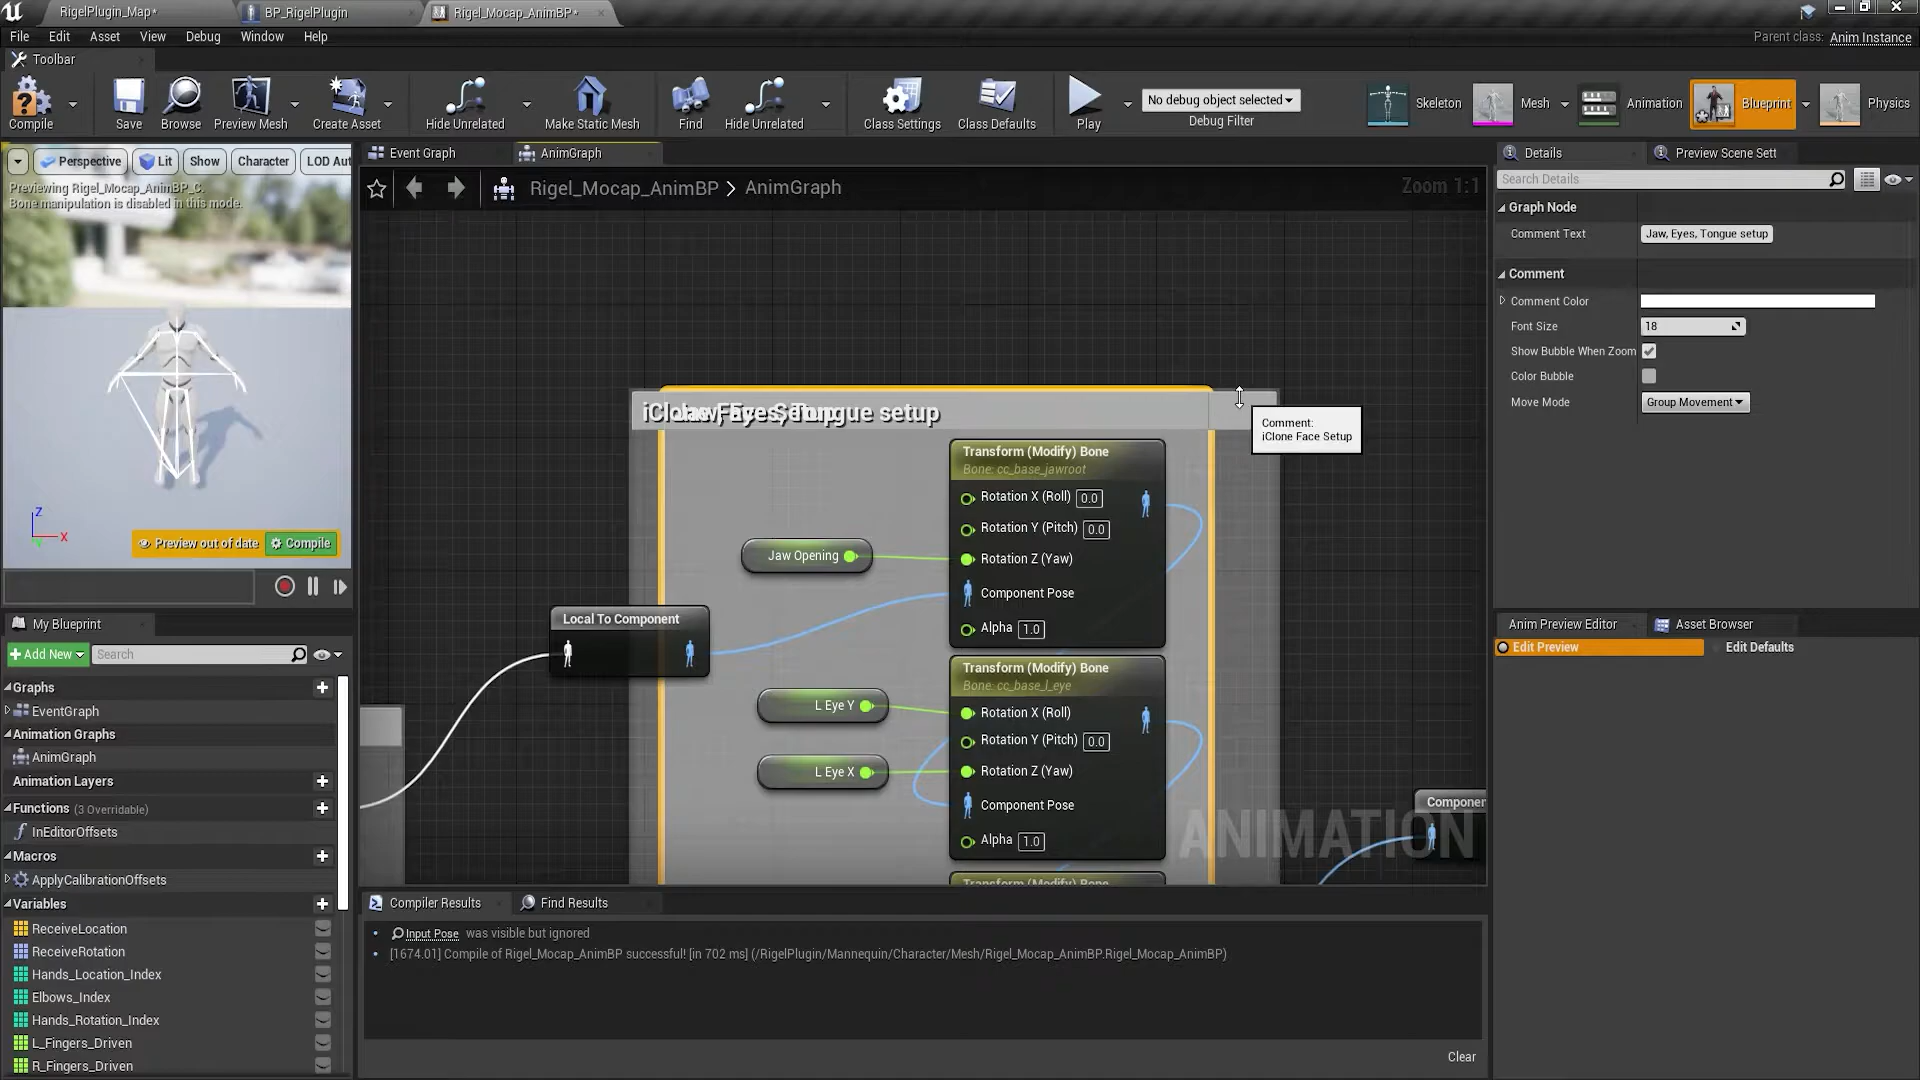 RigelPlugin_Map*
BP_RigelPlugin
Rigel_Mocap_AnimBP*
File
Edit
Asset
View
Debug
Window
Help
Parent class: Anim Instance
Toolbar
Compile
Save
Browse
Preview Mesh
Create Asset
Hide Unrelated
Make Static Mesh
Find
Hide Unrelated
Class Settings
Class Defaults
Play
No debug object selected
Debug Filter
Skeleton
Mesh
Animation
Blueprint
Physics
Perspective
Lit
Show
Character
LOD Aut
Previewing Rigel_Mocap_AnimBP_C.
Bone manipulation is disabled in this mode.
Z
X
Preview out of date
Compile
Event Graph
AnimGraph
Rigel_Mocap_AnimBP > AnimGraph
Zoom 1:1
iClone Face Setup
Jaw, Eyes, Tongue setup
Comment:
iClone Face Setup
Transform (Modify) Bone
Bone: cc_base_jawroot
Rotation X (Roll) 0.0
Rotation Y (Pitch) 0.0
Jaw Opening
Rotation Z (Yaw)
Component Pose
Alpha 1.0
Local To Component
Transform (Modify) Bone
Bone: cc_base_l_eye
L Eye Y
Rotation X (Roll)
Rotation Y (Pitch) 0.0
L Eye X
Rotation Z (Yaw)
Component Pose
Alpha 1.0
Transform (Modify) Bone
Componen
ANIMATION
My Blueprint
Add New
Search
Graphs
EventGraph
Animation Graphs
AnimGraph
Animation Layers
Functions (3 Overridable)
InEditorOffsets
Macros
ApplyCalibrationOffsets
Variables
ReceiveLocation
ReceiveRotation
Hands_Location_Index
Elbows_Index
Hands_Rotation_Index
L_Fingers_Driven
R_Fingers_Driven
Compiler Results
Find Results
Input Pose was visible but ignored
[1674.01] Compile of Rigel_Mocap_AnimBP successful! [in 702 ms] (/RigelPlugin/Mannequin/Character/Mesh/Rigel_Mocap_AnimBP.Rigel_Mocap_AnimBP)
Clear
Details
Preview Scene Sett
Search Details
Graph Node
Comment Text
Jaw, Eyes, Tongue setup
Comment
Comment Color
Font Size
18
Show Bubble When Zoom
Color Bubble
Move Mode
Group Movement
Anim Preview Editor
Asset Browser
Edit Preview
Edit Defaults